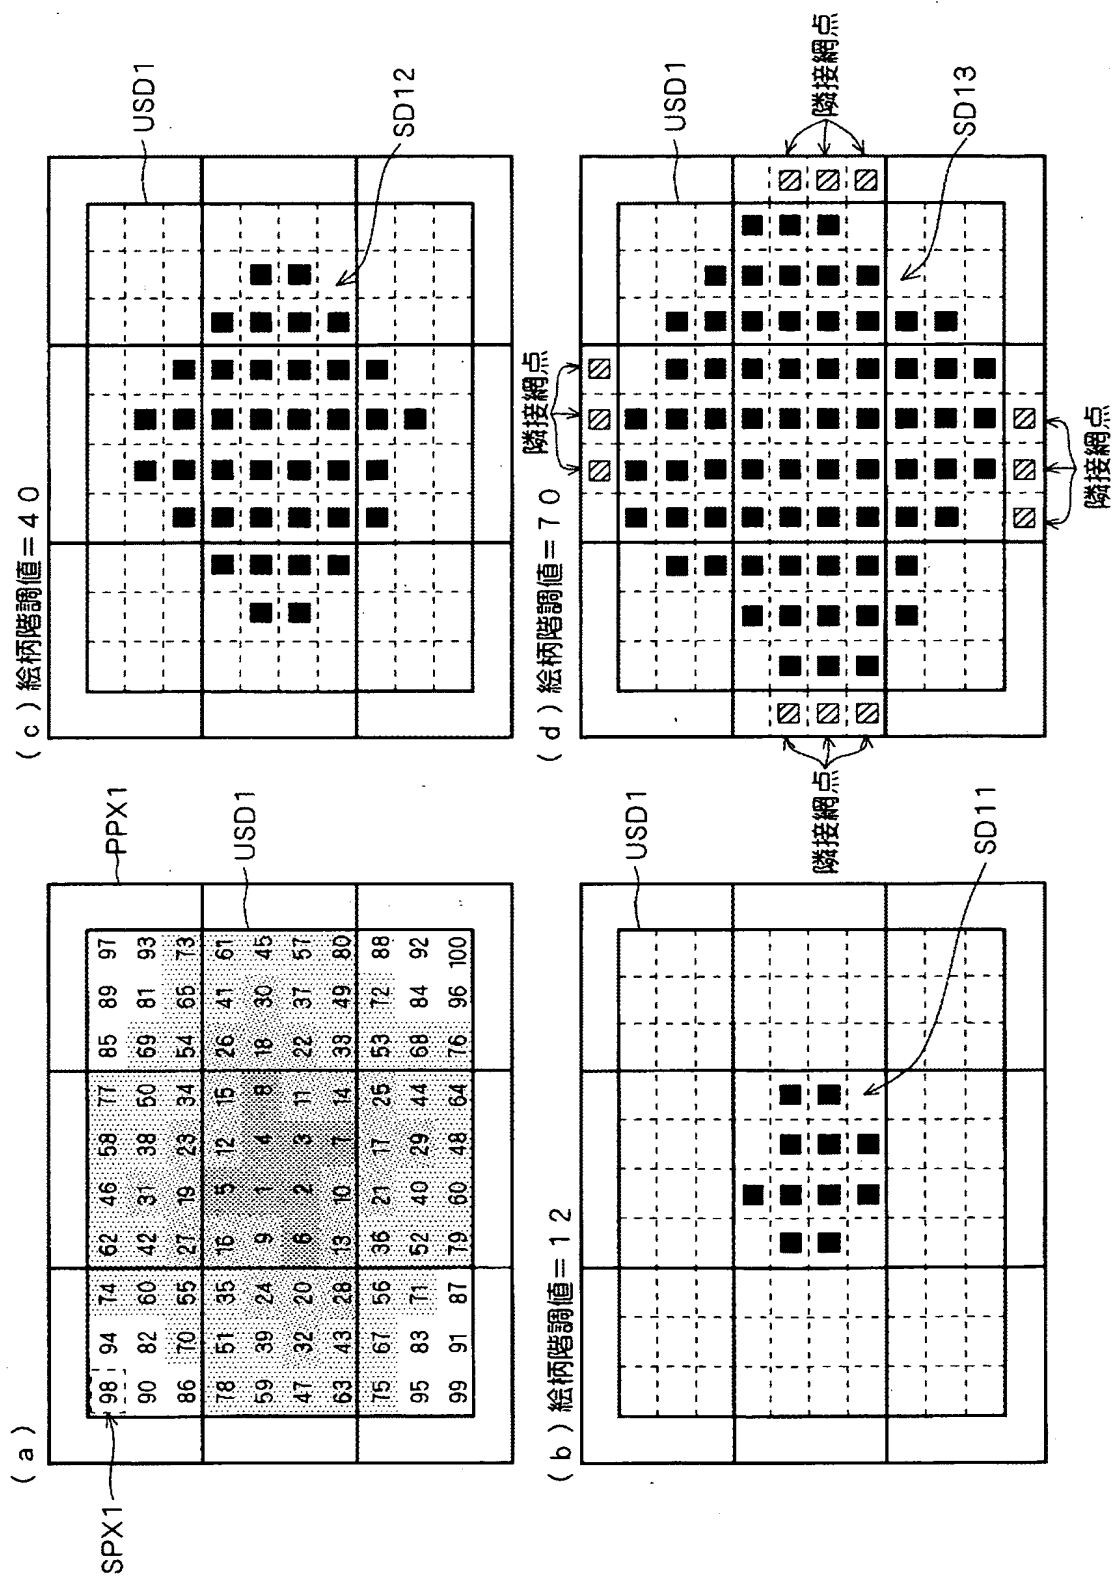 (a)
SPX1
PPX1
USD1
98 94 74 62 46 58 77 85 89 97
90 82 60 42 31 38 50 69 81 93
86 70 55 27 19 23 34 54 65 73
78 51 35 16 5 12 15 26 41 61
59 39 24 9 1 4 8 18 30 45
47 32 20 6 2 3 11 22 37 57
63 43 28 13 10 7 14 33 49 80
75 67 56 36 21 17 25 53 72 88
95 83 71 52 40 29 44 68 84 92
99 91 87 79 60 48 64 76 96 100
(c)絵柄階調値=40
USD1
SD12
(b)絵柄階調値=12
USD1
SD11
(d)絵柄階調値=70
隣接網点
USD1
隣接網点
隣接網点
SD13
隣接網点